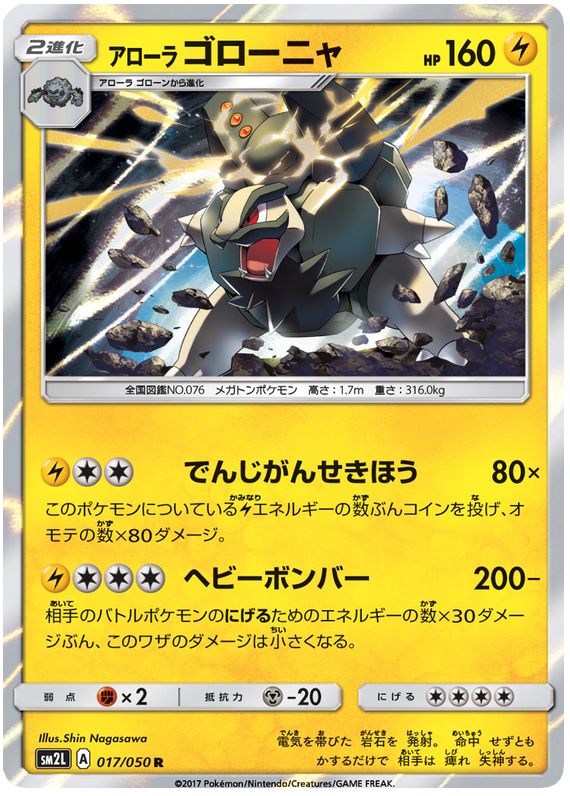 2進化
アローラ ゴローニャ HP160
アローラ ゴローンから進化
全国図鑑NO.076 メガトンポケモン 高さ：1.7m 重さ：316.0kg
でんじがんせきほう 80×
このポケモンについているエネルギーの数ぶんコインを投げ、オ
モテの数×80ダメージ。
ヘビーボンバー 200−
相手のバトルポケモンのにげるためのエネルギーの数×30ダメー
ジぶん、このワザのダメージは小さくなる。
弱点 ×2 抵抗力 −20 にげる
Illus.Shin Nagasawa
SM2L A 017/050 R
電気を帯びた 岩石を 発射。命中 せずとも
かするだけで 相手は 痺れ 失神する。
©2017 Pokémon/Nintendo/Creatures/GAME FREAK.